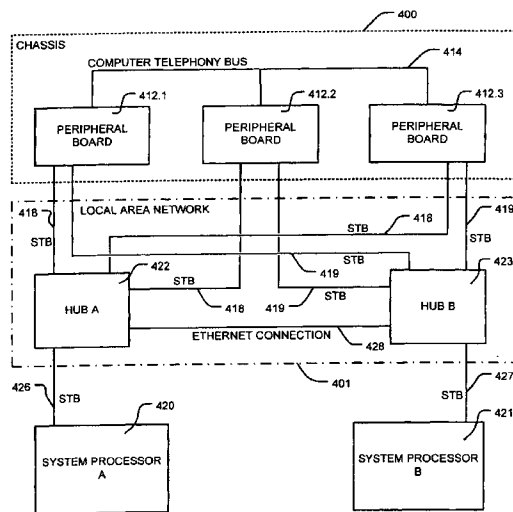 400
CHASSIS
COMPUTER TELEPHONY BUS
414
412.1
412.2
412.3
PERIPHERAL BOARD
PERIPHERAL BOARD
PERIPHERAL BOARD
418
LOCAL AREA NETWORK
418
419
STB
STB
STB
422
STB
419
423
STB
STB
HUB A
418
419
HUB B
ETHERNET CONNECTION
428
426
STB
401
427
STB
420
421
SYSTEM PROCESSOR A
SYSTEM PROCESSOR B